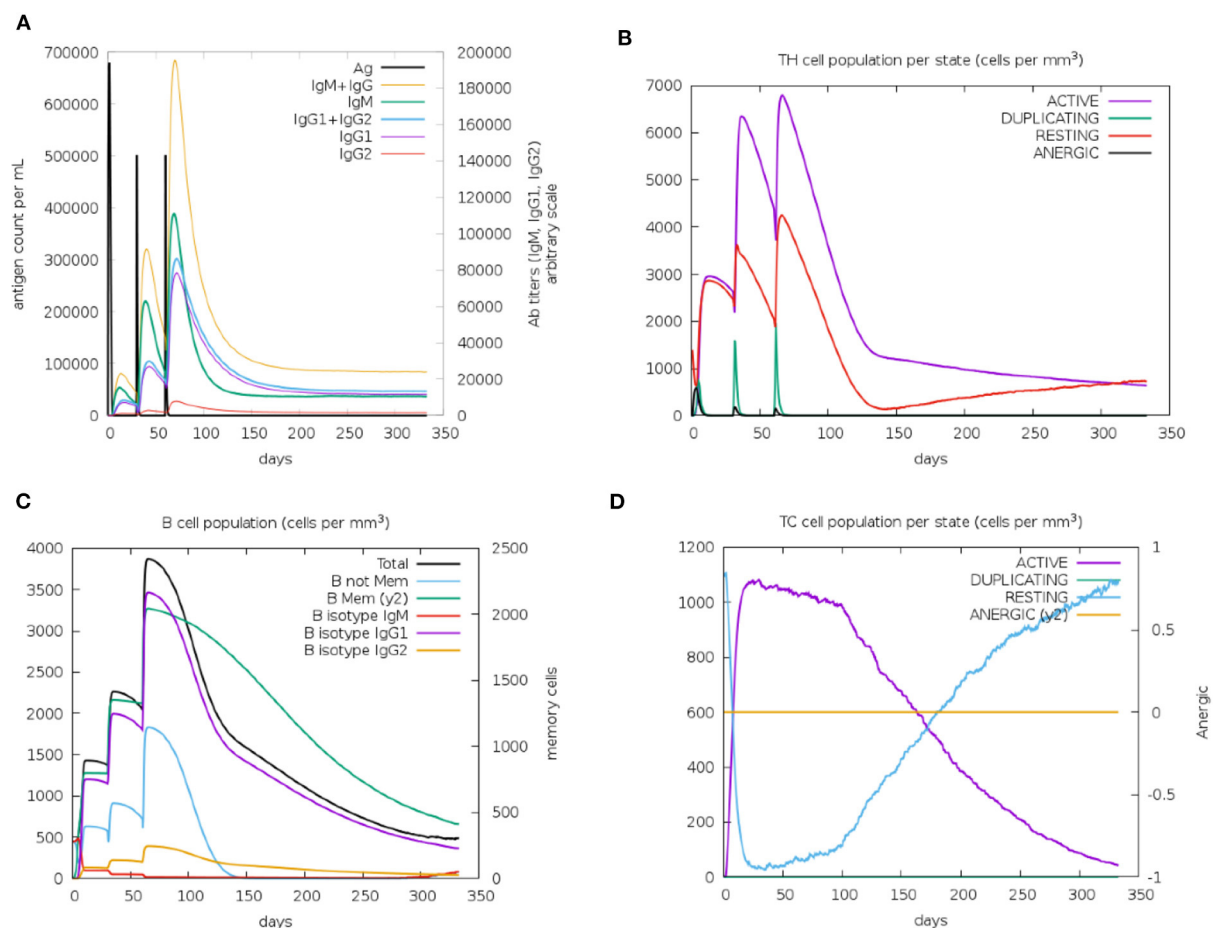 A
700000
600000
500000
400000
300000
200000
100000
0
antigen count per mL
Ag
IgM+IgG
IgM
IgG1+IgG2
IgG1
IgG2
200000
180000
160000
140000
120000
100000
80000
60000
40000
20000
0
Ab titers (IgM, IgG1, IgG2)
arbitrary scale
0 50 100 150 200 250 300 350
days
B
TH cell population per state (cells per mm³)
7000
6000
5000
4000
3000
2000
1000
0
ACTIVE
DUPLICATING
RESTING
ANERGIC
0 50 100 150 200 250 300 350
days
C
B cell population (cells per mm³)
4000
3500
3000
2500
2000
1500
1000
500
0
Total
B not Mem
B Mem (y2)
B isotype IgM
B isotype IgG1
B isotype IgG2
2500
2000
1500
1000
500
0
memory cells
0 50 100 150 200 250 300 350
days
D
TC cell population per state (cells per mm³)
1200
1000
800
600
400
200
0
ACTIVE
DUPLICATING
RESTING
ANERGIC (y2)
1
0.5
0
-0.5
-1
Anergic
0 50 100 150 200 250 300 350
days